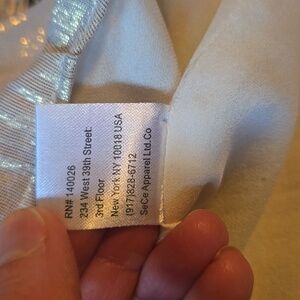 RN# 140026
234 West 39th Street:
3rd Floor
New York NY 10018 USA
(917)828-6712
SeCe Apparel Ltd.Co